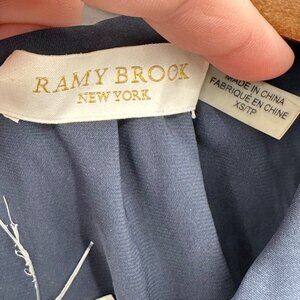 RAMY BROOK
NEW YORK
MADE IN CHINA
FABRIQUÉ EN CHINE
XS/TP